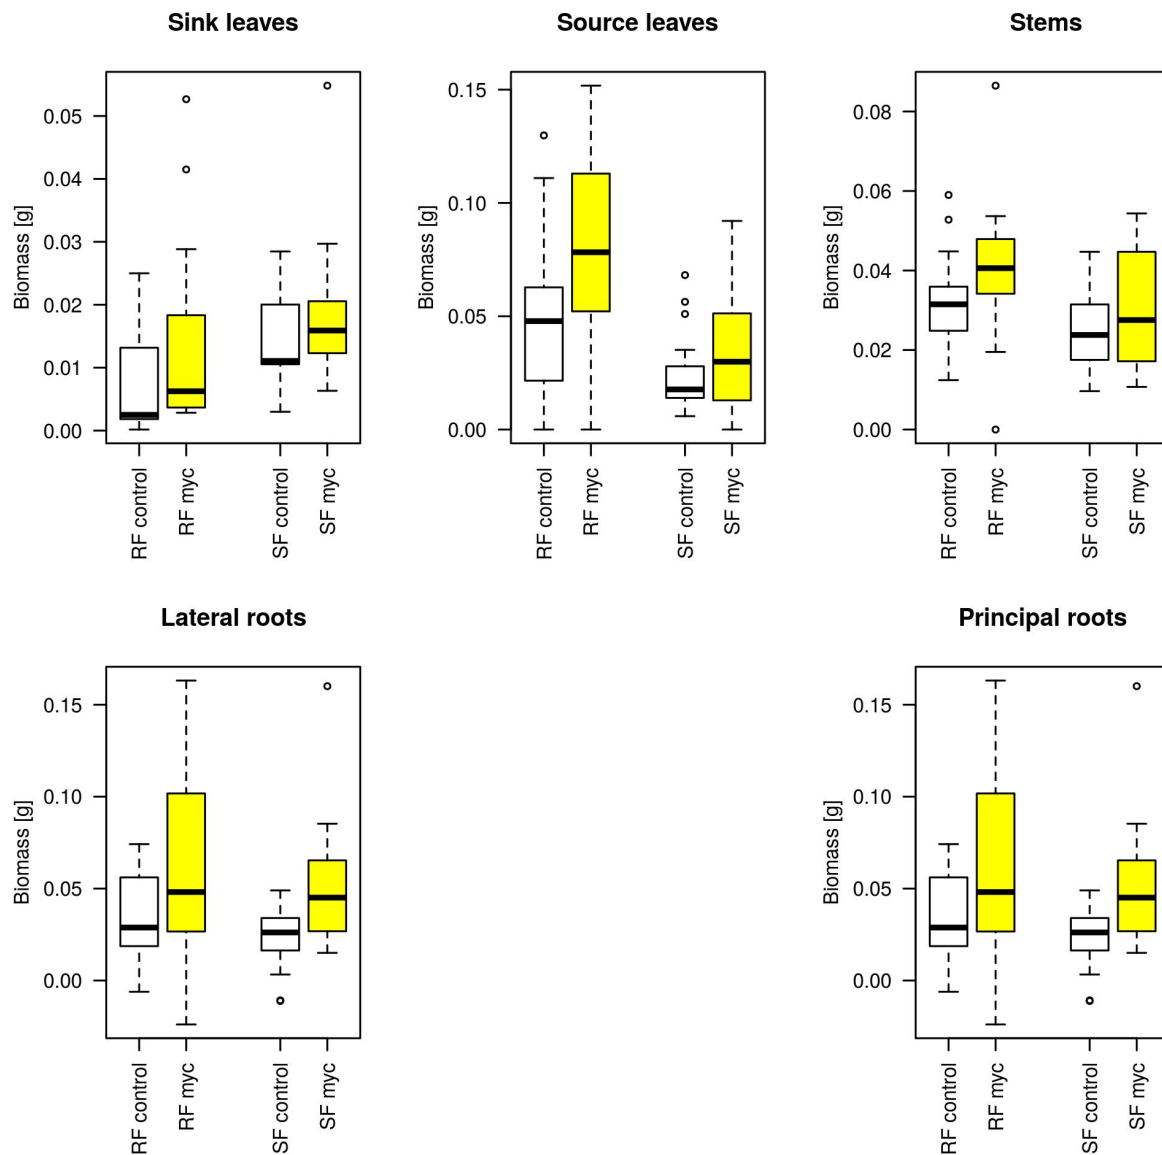 Sink leaves
Biomass [g]
0.05
0.04
0.03
0.02
0.01
0.00
RF control
RF myc
SF control
SF myc
Source leaves
Biomass [g]
0.15
0.10
0.05
0.00
RF control
RF myc
SF control
SF myc
Stems
Biomass [g]
0.08
0.06
0.04
0.02
0.00
RF control
RF myc
SF control
SF myc
Lateral roots
Biomass [g]
0.15
0.10
0.05
0.00
RF control
RF myc
SF control
SF myc
Principal roots
Biomass [g]
0.15
0.10
0.05
0.00
RF control
RF myc
SF control
SF myc